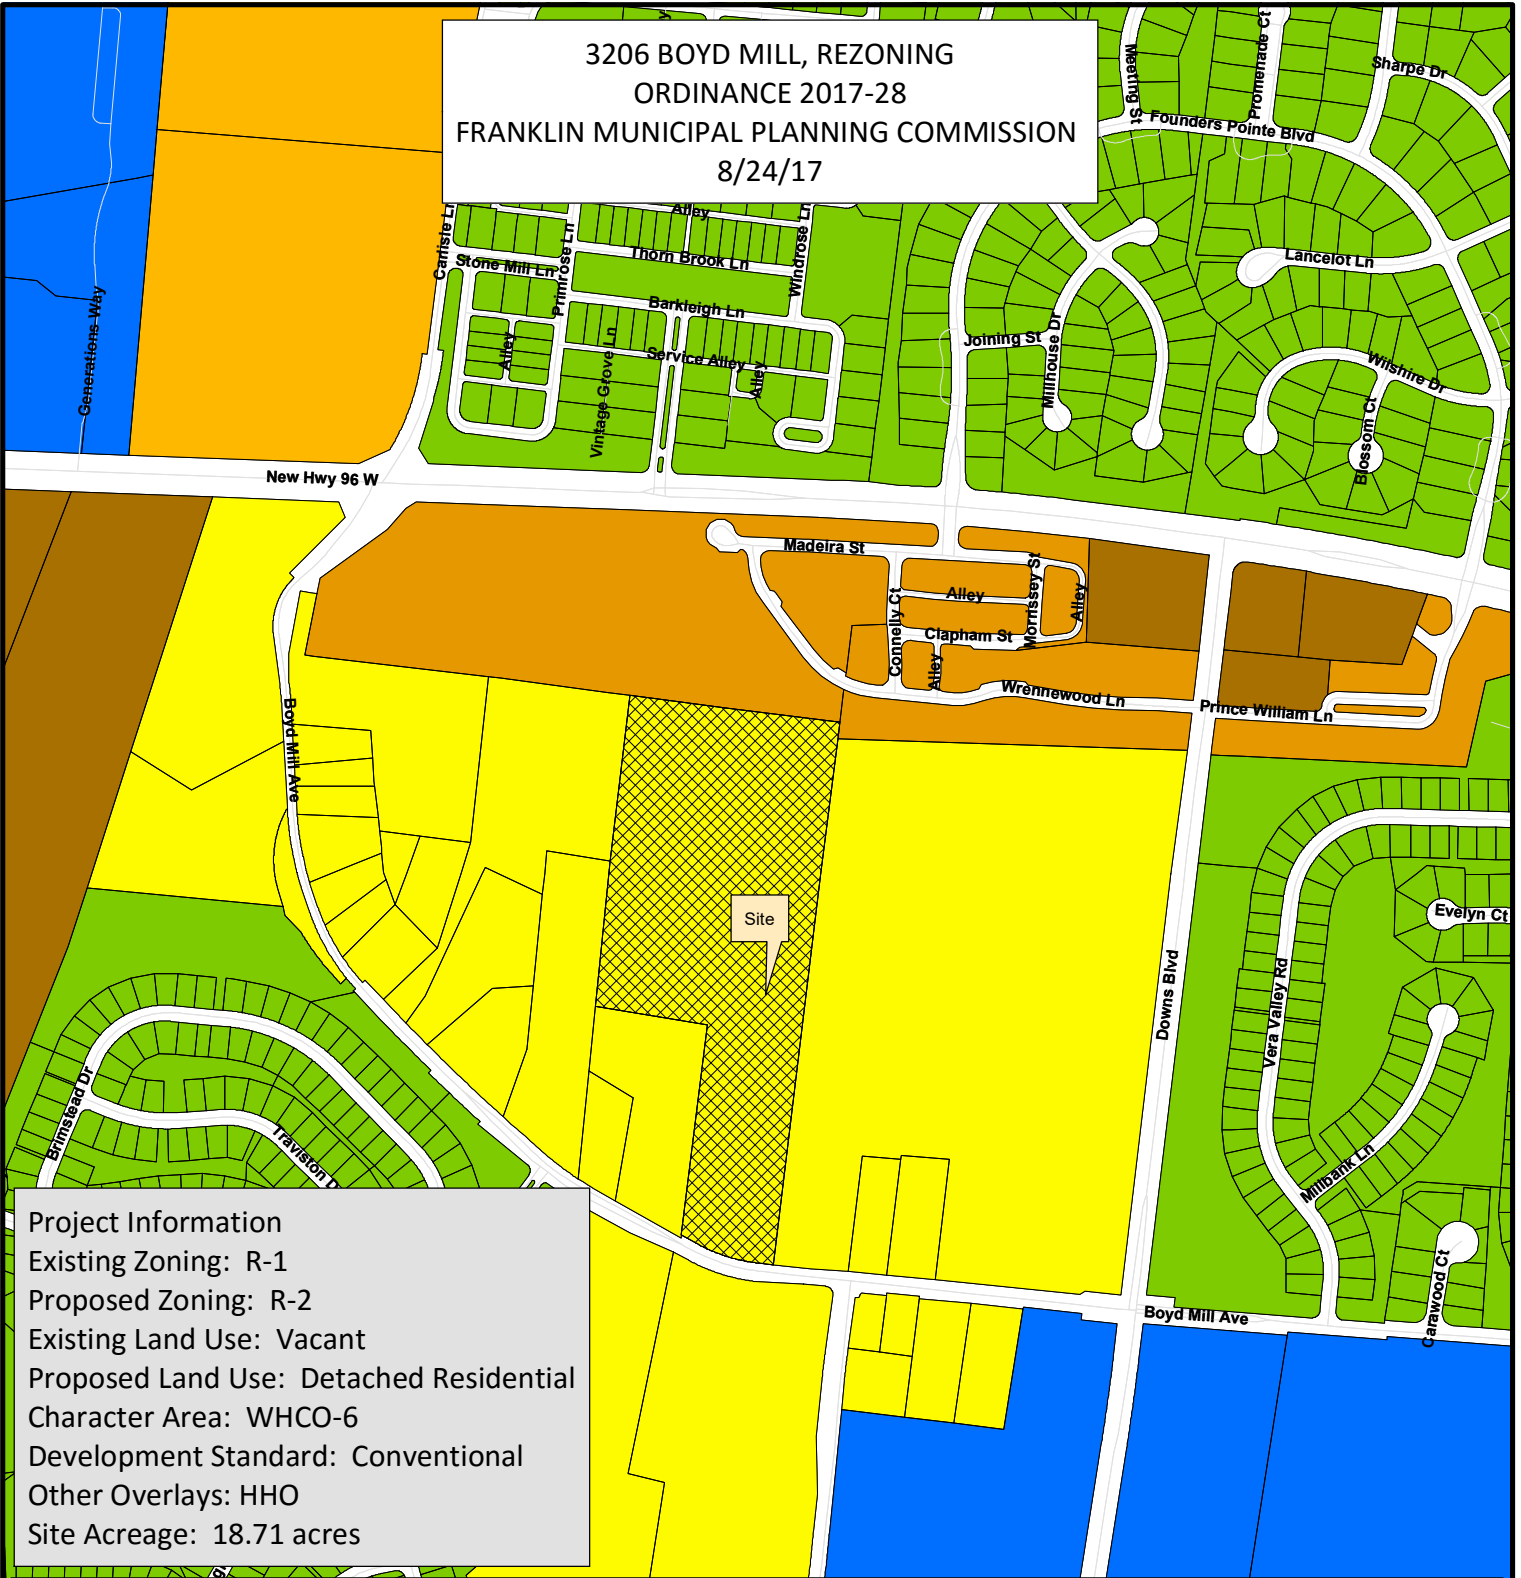 3206 BOYD MILL, REZONING
ORDINANCE 2017-28
FRANKLIN MUNICIPAL PLANNING COMMISSION
8/24/17
Meeting St
Promenade Ct
Sharpe Dr
Founders Pointe Blvd
Alley
Carlisle Ln
Stone Mill Ln
Primrose Ln
Thorn Brook Ln
Windrose Ln
Lancelot Ln
Generations Way
Barkleigh Ln
Joining St
Millhouse Dr
Alley
Vintage Grove Ln
Service Alley
Alley
Wilshire Dr
Blossom Ct
New Hwy 96 W
Madeira St
Connelly Ct
Alley
Morrissey St
Alley
Clapham St
Alley
Wrennewood Ln
Prince William Ln
Boyd Mill Ave
Site
Evelyn Ct
Downs Blvd
Vera Valley Rd
Brimstead Dr
Traviston D
Millbank Ln
Carawood Ct
Boyd Mill Ave
Project Information
Existing Zoning: R-1
Proposed Zoning: R-2
Existing Land Use: Vacant
Proposed Land Use: Detached Residential
Character Area: WHCO-6
Development Standard: Conventional
Other Overlays: HHO
Site Acreage: 18.71 acres